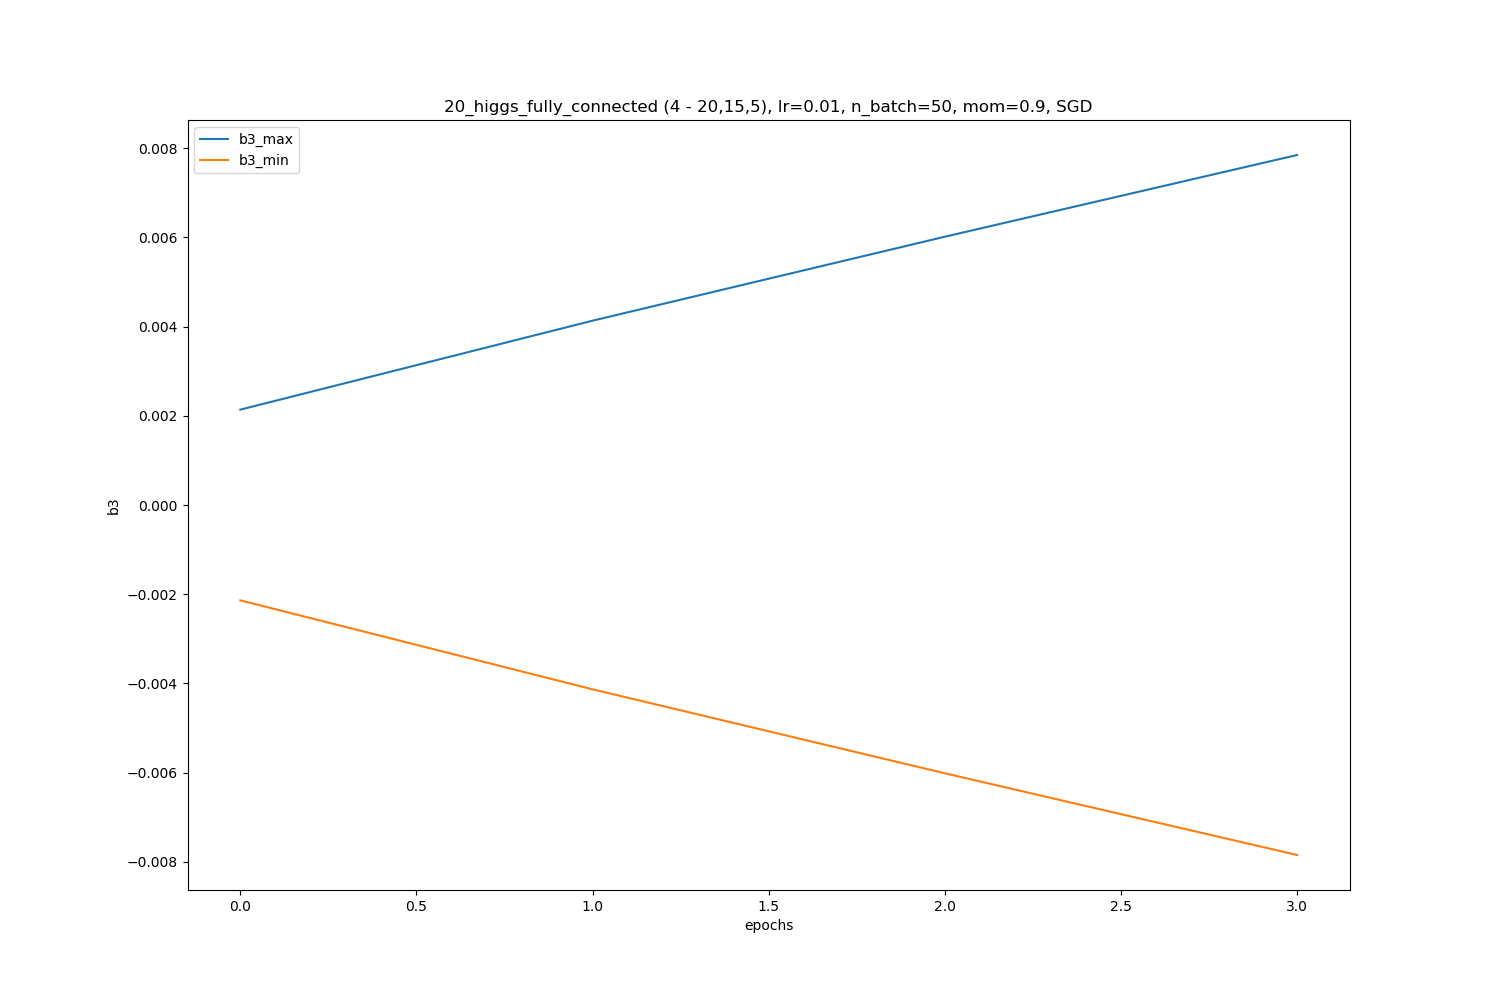 20_higgs_fully_connected (4 - 20,15,5), lr=0.01, n_batch=50, mom=0.9, SGD
b3_max
b3_min
0.008
0.006
0.004
0.002
0.000
−0.002
−0.004
−0.006
−0.008
b3
0.0 0.5 1.0 1.5 2.0 2.5 3.0
epochs